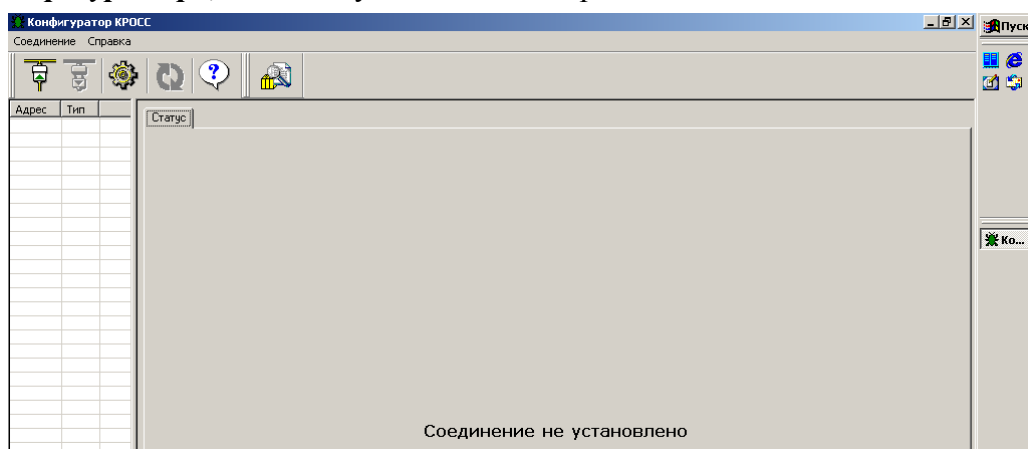 Конфигуратор КРОСС
Пуск
Соединение Справка
Адрес Тип
Статус
Ко...
Соединение не установлено